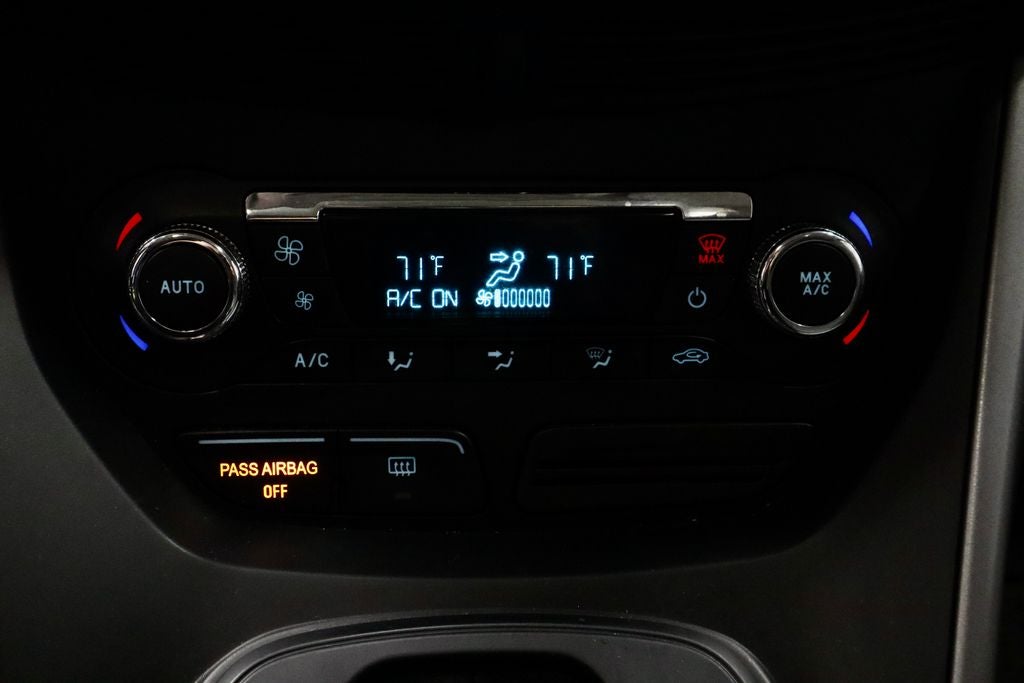 AUTO
71°F 71°F
A/C ON
MAX
MAX
A/C
A/C
PASS AIRBAG
OFF